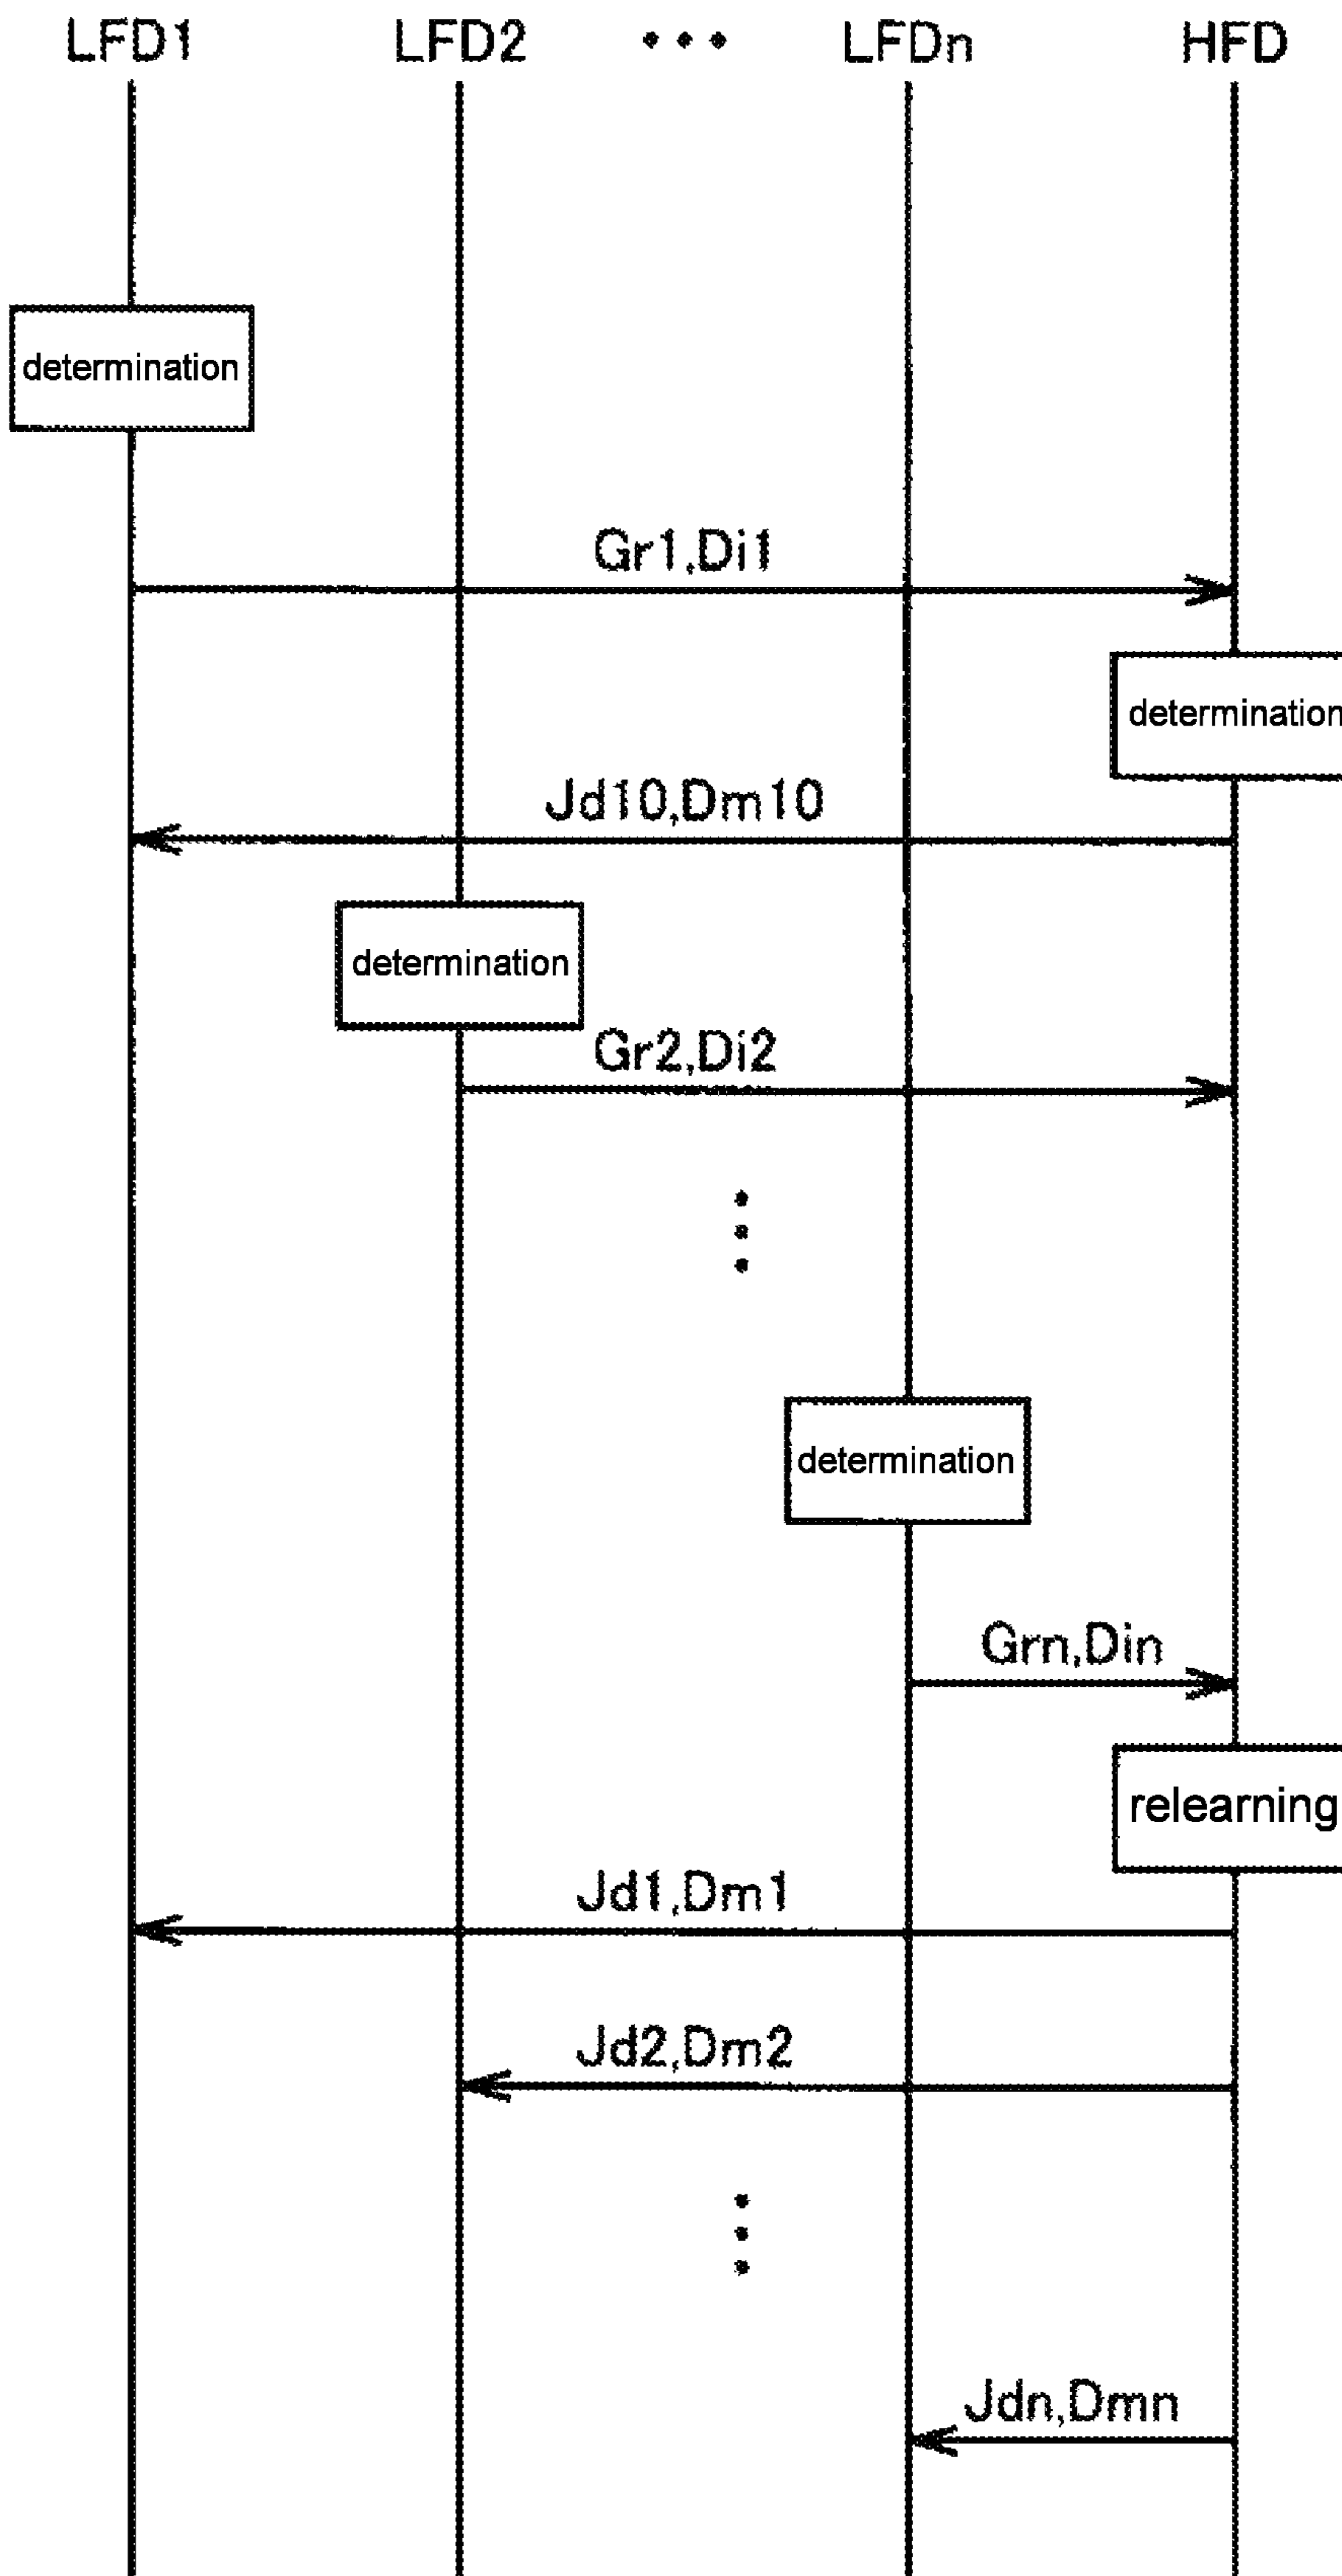 LFD1 LFD2 ••• LFDn HFD
determination
Gr1,Di1
determination
Jd10,Dm10
determination
Gr2,Di2
determination
Grn,Din
relearning
Jd1,Dm1
Jd2,Dm2
Jdn,Dmn